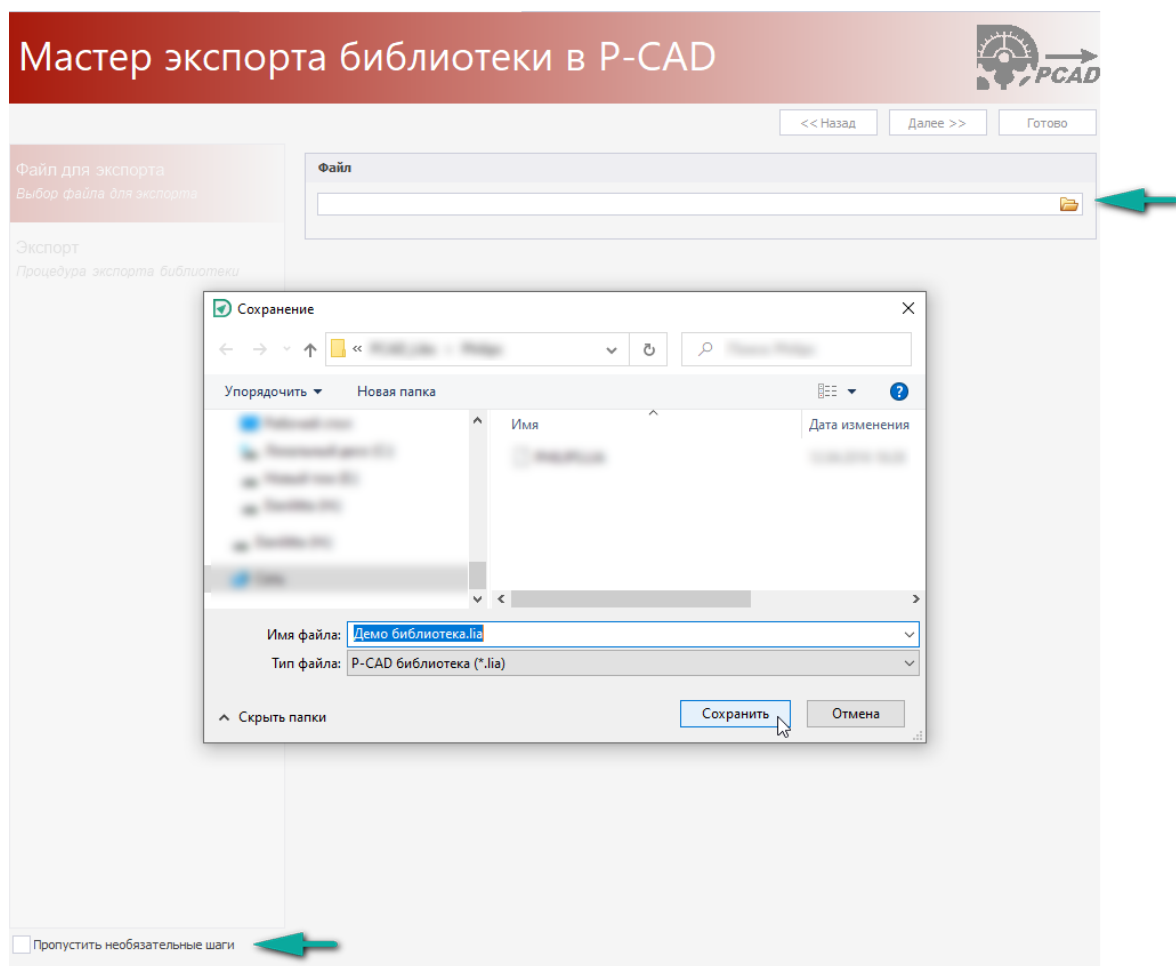 Мастер экспорта библиотеки в P-CAD
PCAD
<< Назад Далее >> Готово
Файл для экспорта
Выбор файла для экспорта
Файл
Экспорт
Процедура экспорта библиотеки
Сохранение
«
Упорядочить Новая папка
Имя Дата изменения
Имя файла: Демо библиотека.lia
Тип файла: P-CAD библиотека (*.lia)
Скрыть папки Сохранить Отмена
Пропустить необязательные шаги